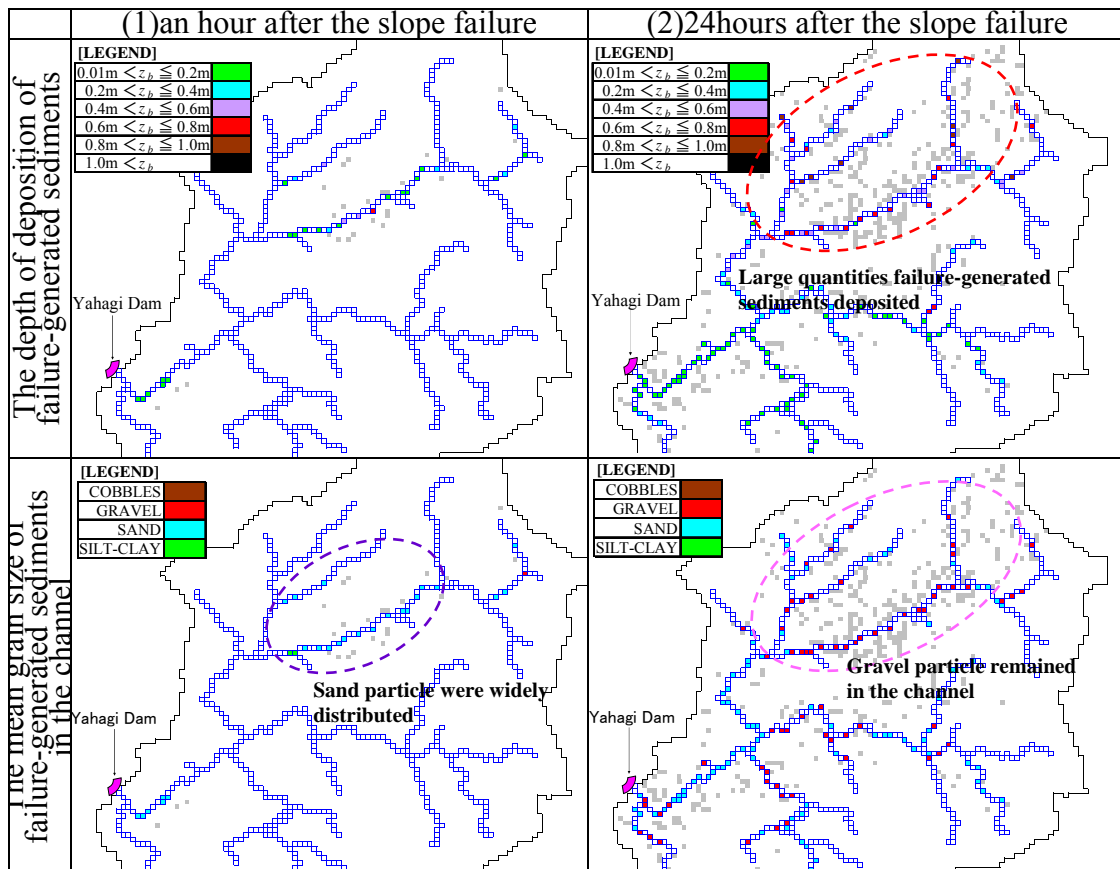 (1)an hour after the slope failure
(2)24hours after the slope failure
The depth of deposition of
failure-generated sediments
[LEGEND]
0.01m < z_b ≦ 0.2m
0.2m < z_b ≦ 0.4m
0.4m < z_b ≦ 0.6m
0.6m < z_b ≦ 0.8m
0.8m < z_b ≦ 1.0m
1.0m < z_b
Yahagi Dam
[LEGEND]
0.01m < z_b ≦ 0.2m
0.2m < z_b ≦ 0.4m
0.4m < z_b ≦ 0.6m
0.6m < z_b ≦ 0.8m
0.8m < z_b ≦ 1.0m
1.0m < z_b
Large quantities failure-generated
sediments deposited
Yahagi Dam
The mean grain size of
failure-generated sediments
in the channel
[LEGEND]
COBBLES
GRAVEL
SAND
SILT-CLAY
Sand particle were widely
distributed
Yahagi Dam
[LEGEND]
COBBLES
GRAVEL
SAND
SILT-CLAY
Gravel particle remained
in the channel
Yahagi Dam